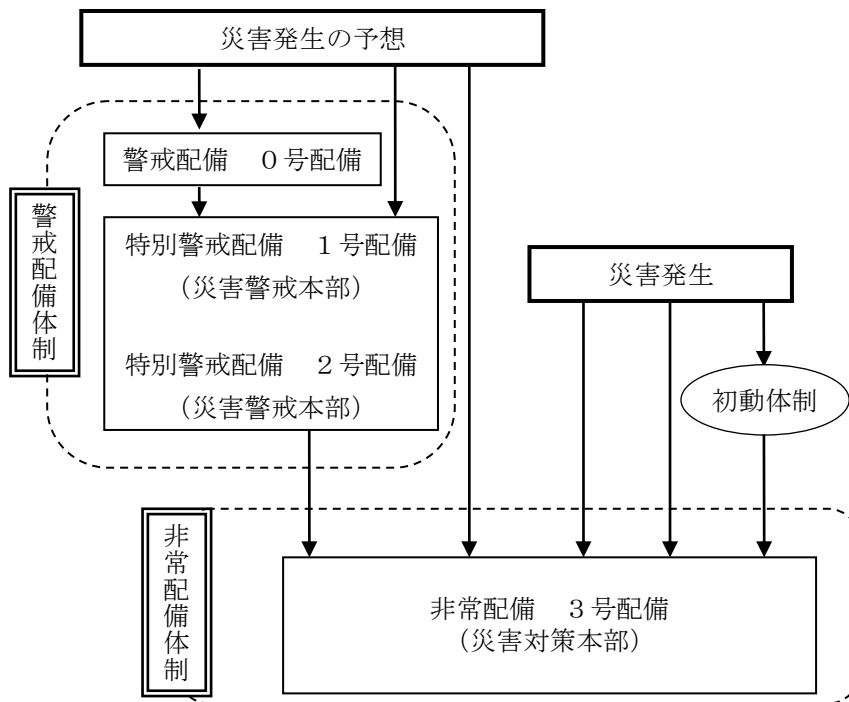 災害発生の予想
警戒配備　０号配備
警戒配備体制
特別警戒配備　１号配備
（災害警戒本部）
特別警戒配備　２号配備
（災害警戒本部）
災害発生
初動体制
非常配備体制
非常配備　３号配備
（災害対策本部）